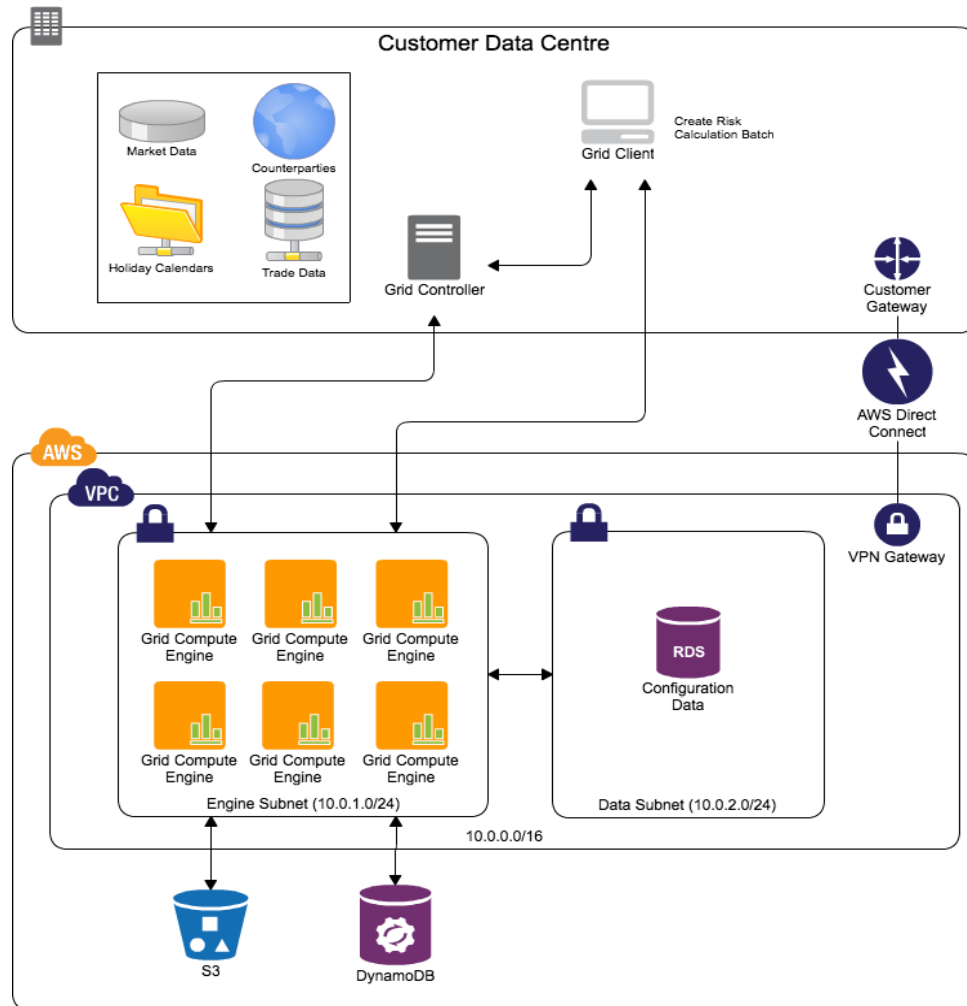 Customer Data Centre
Market Data
Counterparties
Holiday Calendars
Trade Data
Create Risk
Calculation Batch
Grid Client
Grid Controller
Customer
Gateway
AWS Direct
Connect
AWS
VPC
VPN Gateway
Grid Compute
Engine
Grid Compute
Engine
Grid Compute
Engine
Grid Compute
Engine
Grid Compute
Engine
Grid Compute
Engine
Engine Subnet (10.0.1.0/24)
RDS
Configuration
Data
Data Subnet (10.0.2.0/24)
10.0.0.0/16
S3
DynamoDB